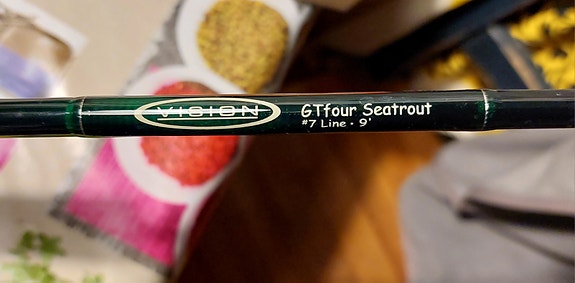 VISION
GTfour Seatrout
#7 Line · 9'